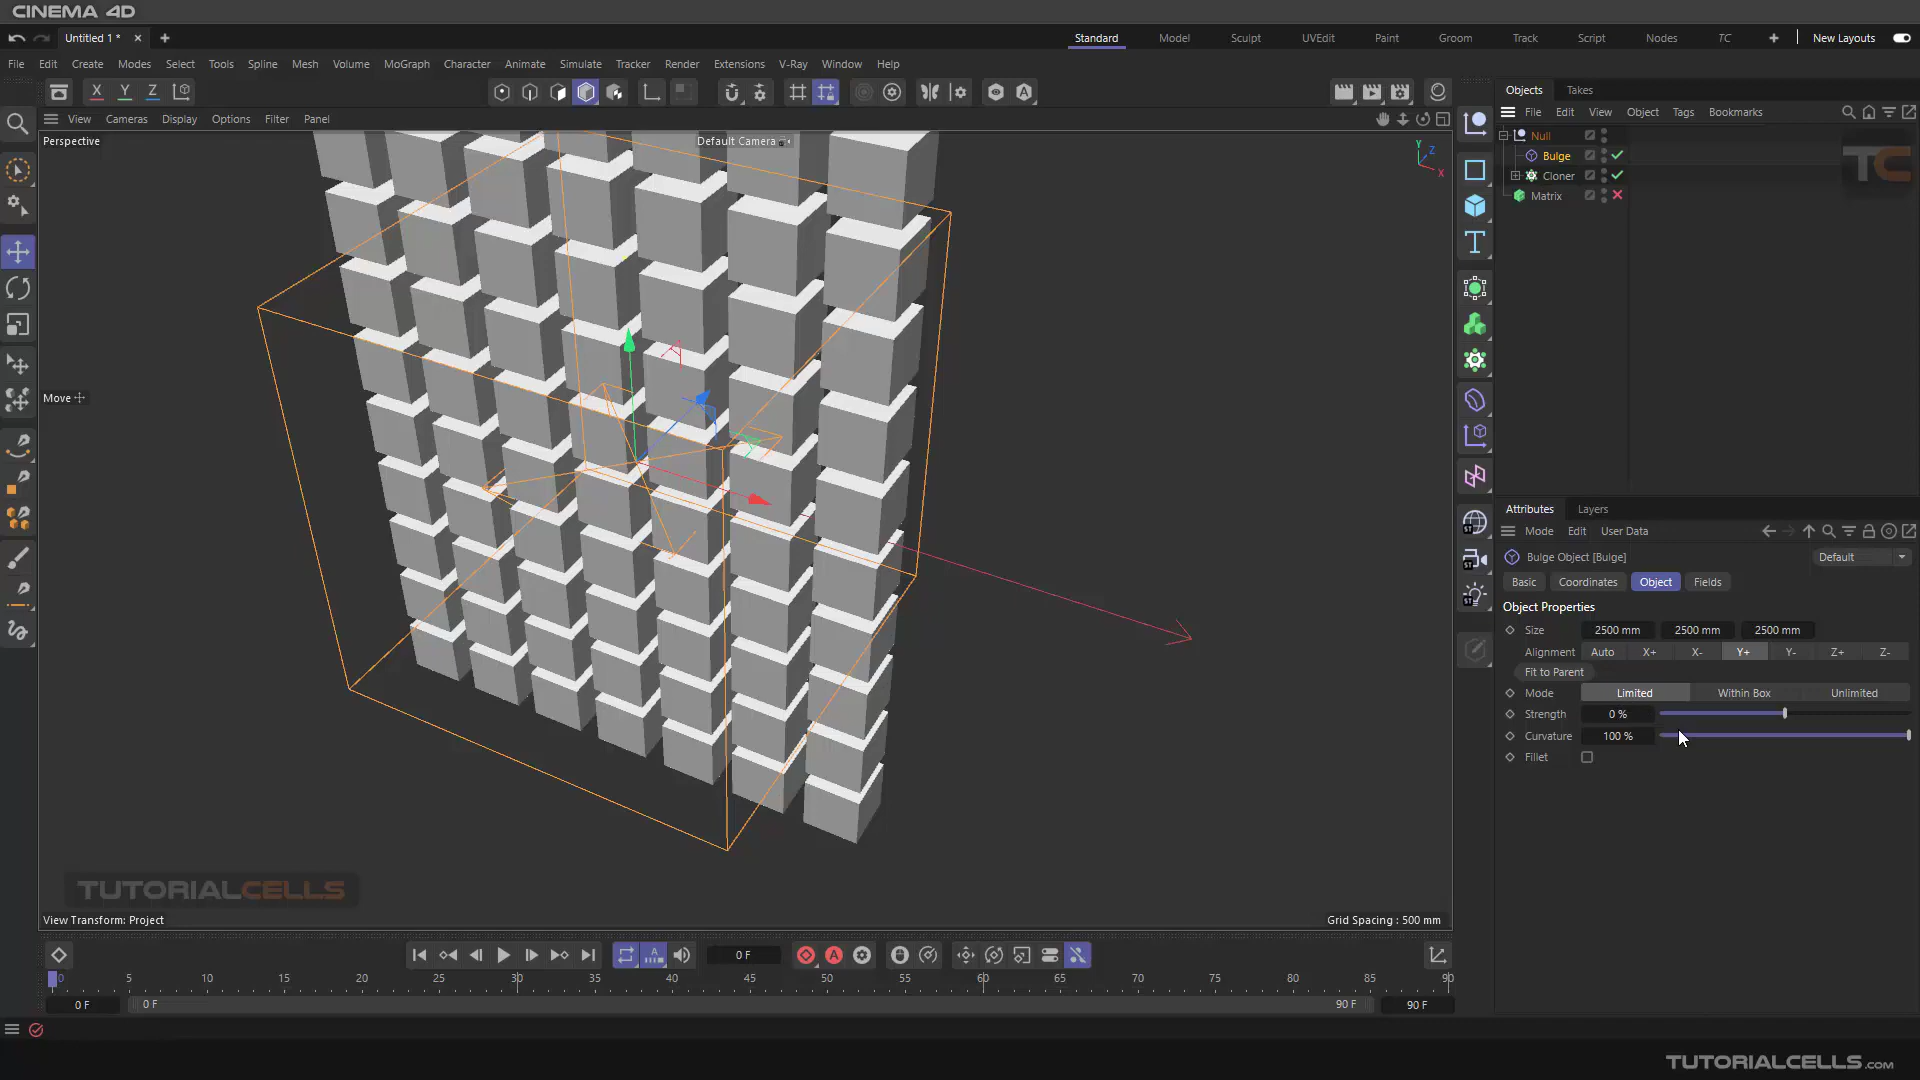 CINEMA 4D
Untitled 1 *
Standard Model Sculpt UVEdit Paint Groom Track Script Nodes TC New Layouts
File Edit Create Modes Select Tools Spline Mesh Volume MoGraph Character Animate Simulate Tracker Render Extensions V-Ray Window Help
X Y Z
Objects Takes
View Cameras Display Options Filter Panel
File Edit View Object Tags Bookmarks
Perspective
Default Camera
Y
Z
X
Null
Bulge
Cloner
Matrix
TC
Move
Attributes Layers
Mode Edit User Data
Bulge Object [Bulge]
Default
Basic Coordinates Object Fields
Object Properties
Size 2500 mm 2500 mm 2500 mm
Alignment Auto X+ X- Y+ Y- Z+ Z-
Fit to Parent
Mode Limited Within Box Unlimited
Strength 0 %
Curvature 100 %
Fillet
TUTORIALCELLS
View Transform: Project
Grid Spacing : 500 mm
0 F
0 5 10 15 20 25 30 35 40 45 50 55 60 65 70 75 80 85 90
0 F 0 F 90 F 90 F
TUTORIALCELLS.COM